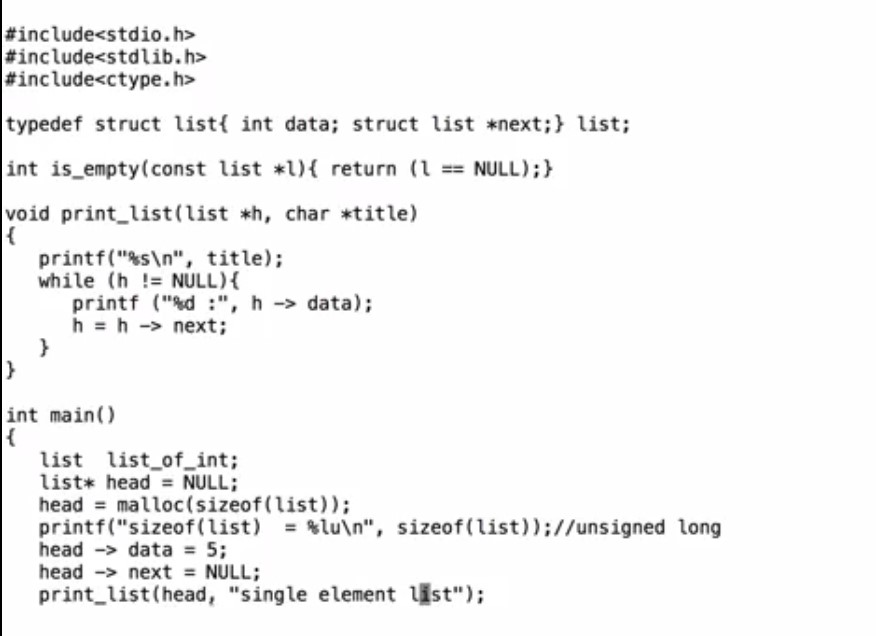 #include<stdio.h>
#include<stdlib.h>
#include<ctype.h>
typedef struct list{ int data; struct list *next;} list;
int is_empty(const list *l){ return (l == NULL);}
void print_list(list *h, char *title)
{
printf("%s\n", title);
while (h != NULL){
printf ("%d :", h -> data);
h = h -> next;
}
}
int main()
{
list  list_of_int;
list* head = NULL;
head = malloc(sizeof(list));
printf("sizeof(list)  = %lu\n", sizeof(list));//unsigned long
head -> data = 5;
head -> next = NULL;
print_list(head, "single element list");